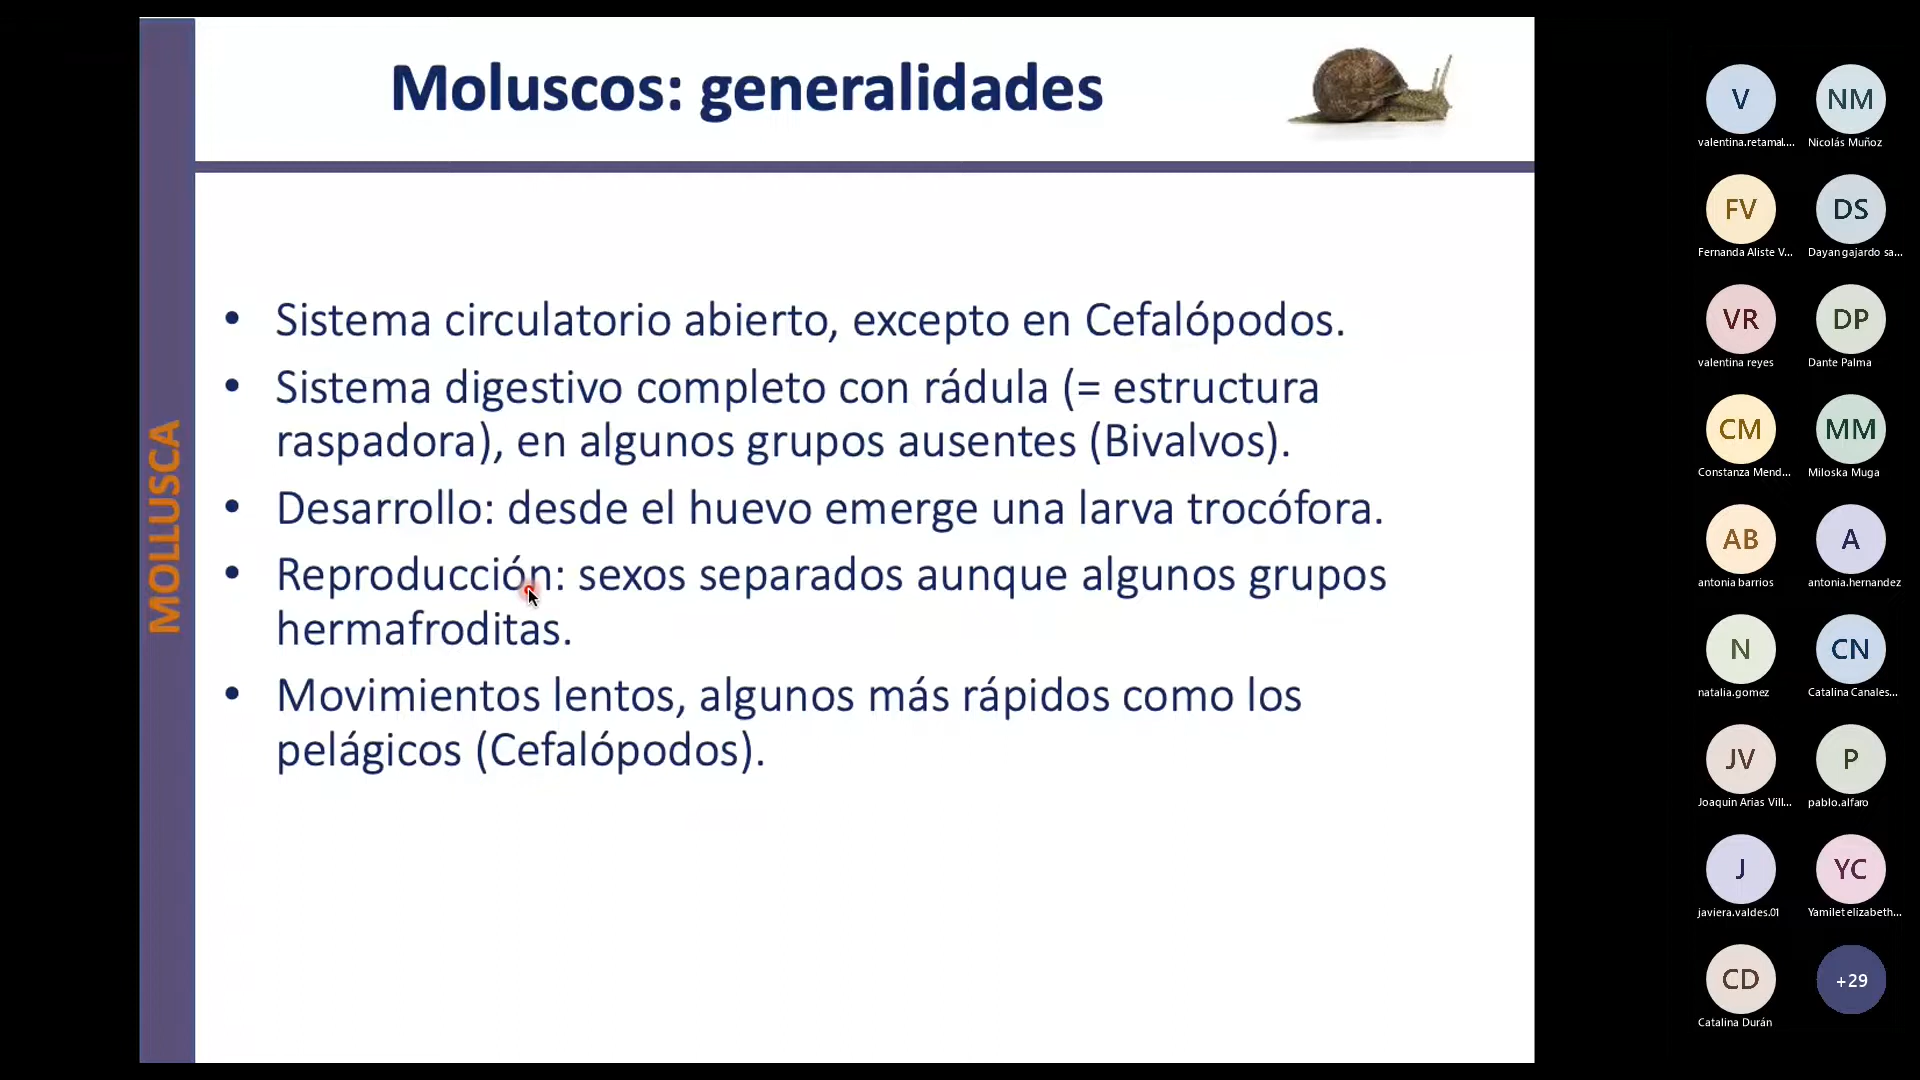 Moluscos: generalidades
MOLLUSCA
• Sistema circulatorio abierto, excepto en Cefalópodos.
• Sistema digestivo completo con rádula (= estructura
raspadora), en algunos grupos ausentes (Bivalvos).
• Desarrollo: desde el huevo emerge una larva trocófora.
• Reproducción: sexos separados aunque algunos grupos
hermafroditas.
• Movimientos lentos, algunos más rápidos como los
pelágicos (Cefalópodos).
V NM
valentina.retamal.... Nicolás Muñoz
FV DS
Fernanda Aliste V... Dayan gajardo sa...
VR DP
valentina reyes Dante Palma
CM MM
Constanza Mend... Miloska Muga
AB A
antonia barrios antonia.hernandez
N CN
natalia.gomez Catalina Canales...
JV P
Joaquin Arias Vill... pablo.alfaro
J YC
javiera.valdes.01 Yamilet elizabeth...
CD +29
Catalina Durán